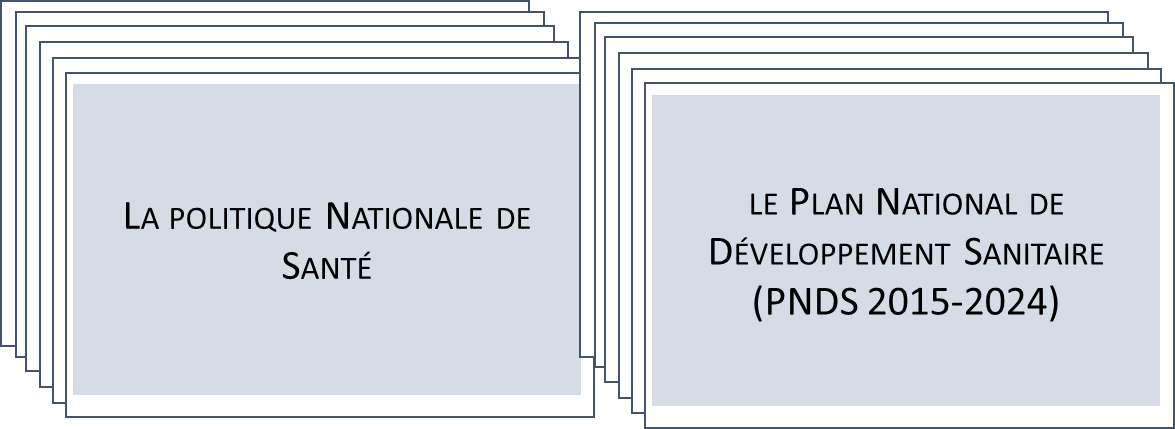 La politique Nationale de
Santé
le Plan National de
Développement Sanitaire
(PNDS 2015-2024)